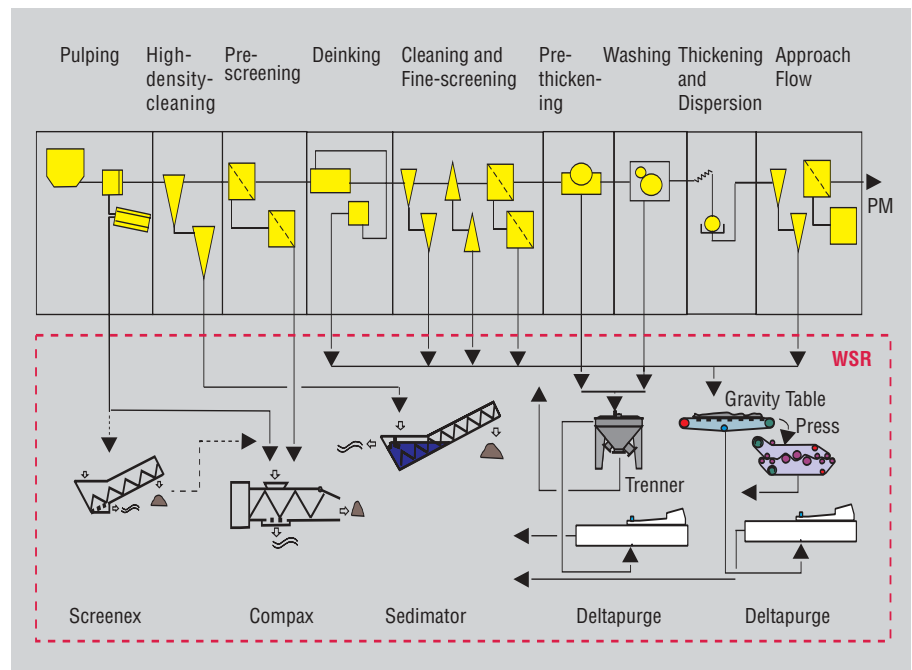 Pulping
High-
density-
cleaning
Pre-
screening
Deinking
Cleaning and
Fine-screening
Pre-
thicken-
ing
Washing
Thickening
and
Dispersion
Approach
Flow
PM
WSR
Gravity Table
Press
Trenner
Screenex
Compax
Sedimator
Deltapurge
Deltapurge